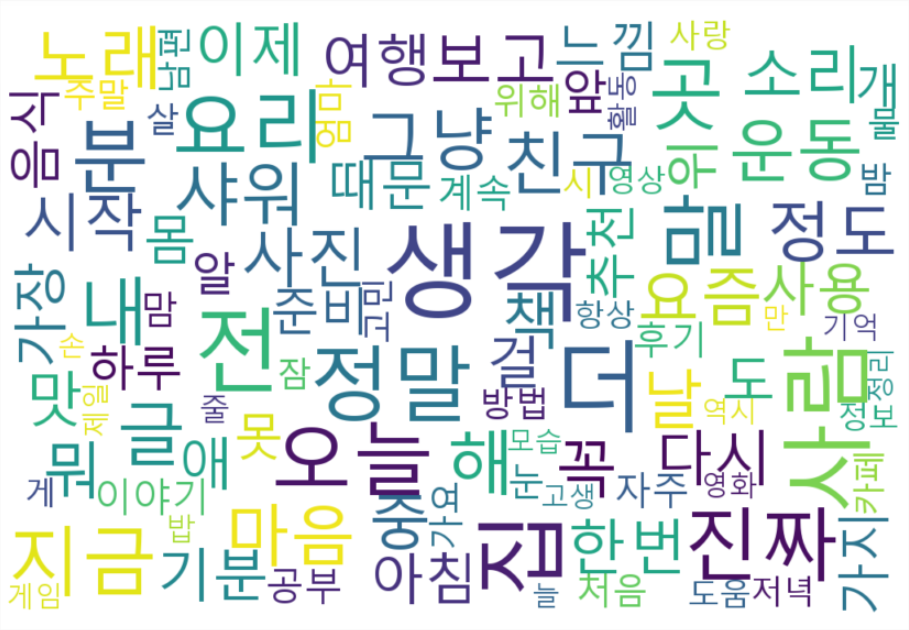 노래
남편
이제
여행
보고
느낌
사랑
주말
엄마
위해
앞
활동
곳
소리
개
물
음식
살
분
요리
그냥
친구
위
운동
밤
샤워
때문
계속
시
영상
시작
몸
사진
생각
추천
말
정도
알
가장
맘
내
전
준비
고민
책
항상
요즘
사용
후기
만
기억
손
하루
잠
정말
걸
더
날
도
사람
정리
맛
제일
글
줄
방법
역시
정보
뭐
애
못
오늘
해
모습
꼭
다시
게
이야기
눈
고생
자주
영화
카페
지금
밥
마음
중
가여
집
한번
진짜
가지
게임
기분
공부
아침
늘
처음
도움
저녁